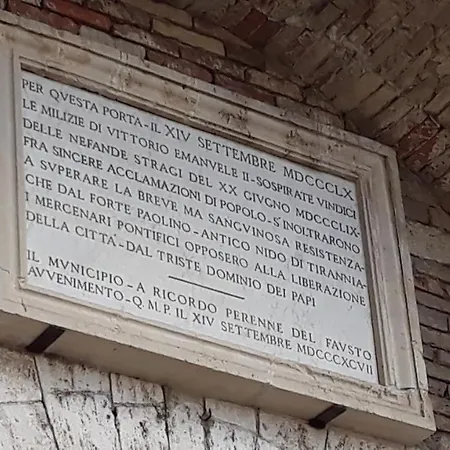 PER QVESTA PORTA-IL XIV SETTEMBRE MDCCCLX
LE MILIZIE DI VITTORIO EMANVELE II-SOSPIRATE VINDICI
DELLE NEFANDE STRAGI DEL XX GIVGNO MDCCCLIX-
FRA SINCERE ACCLAMAZIONI DI POPOLO-S'INOLTRARONO
A SVPERARE LA BREVE MA SANGVINOSA RESISTENZA-
CHE DAL FORTE PAOLINO-ANTICO NIDO DI TIRANNIA-
I MERCENARI PONTIFICI OPPOSERO ALLA LIBERAZIONE
DELLA CITTA'-DAL TRISTE DOMINIO DEI PAPI
IL MVNICIPIO-A RICORDO PERENNE DEL FAVSTO
AVVENIMENTO-Q.M.P.IL XIV SETTEMBRE MDCCCXCVII